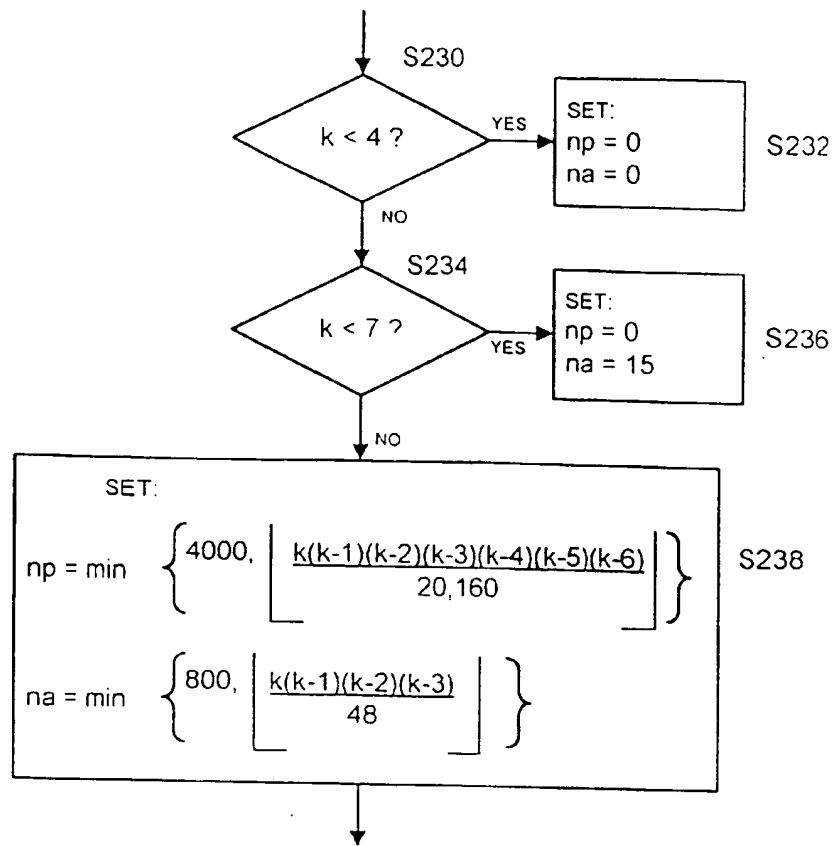 S230
k < 4 ?
YES
SET:
np = 0
na = 0
S232
NO
S234
k < 7 ?
YES
SET:
np = 0
na = 15
S236
NO
SET:
np = min { 4000, ⌊ k(k-1)(k-2)(k-3)(k-4)(k-5)(k-6) / 20,160 ⌋ }
S238
na = min { 800, ⌊ k(k-1)(k-2)(k-3) / 48 ⌋ }